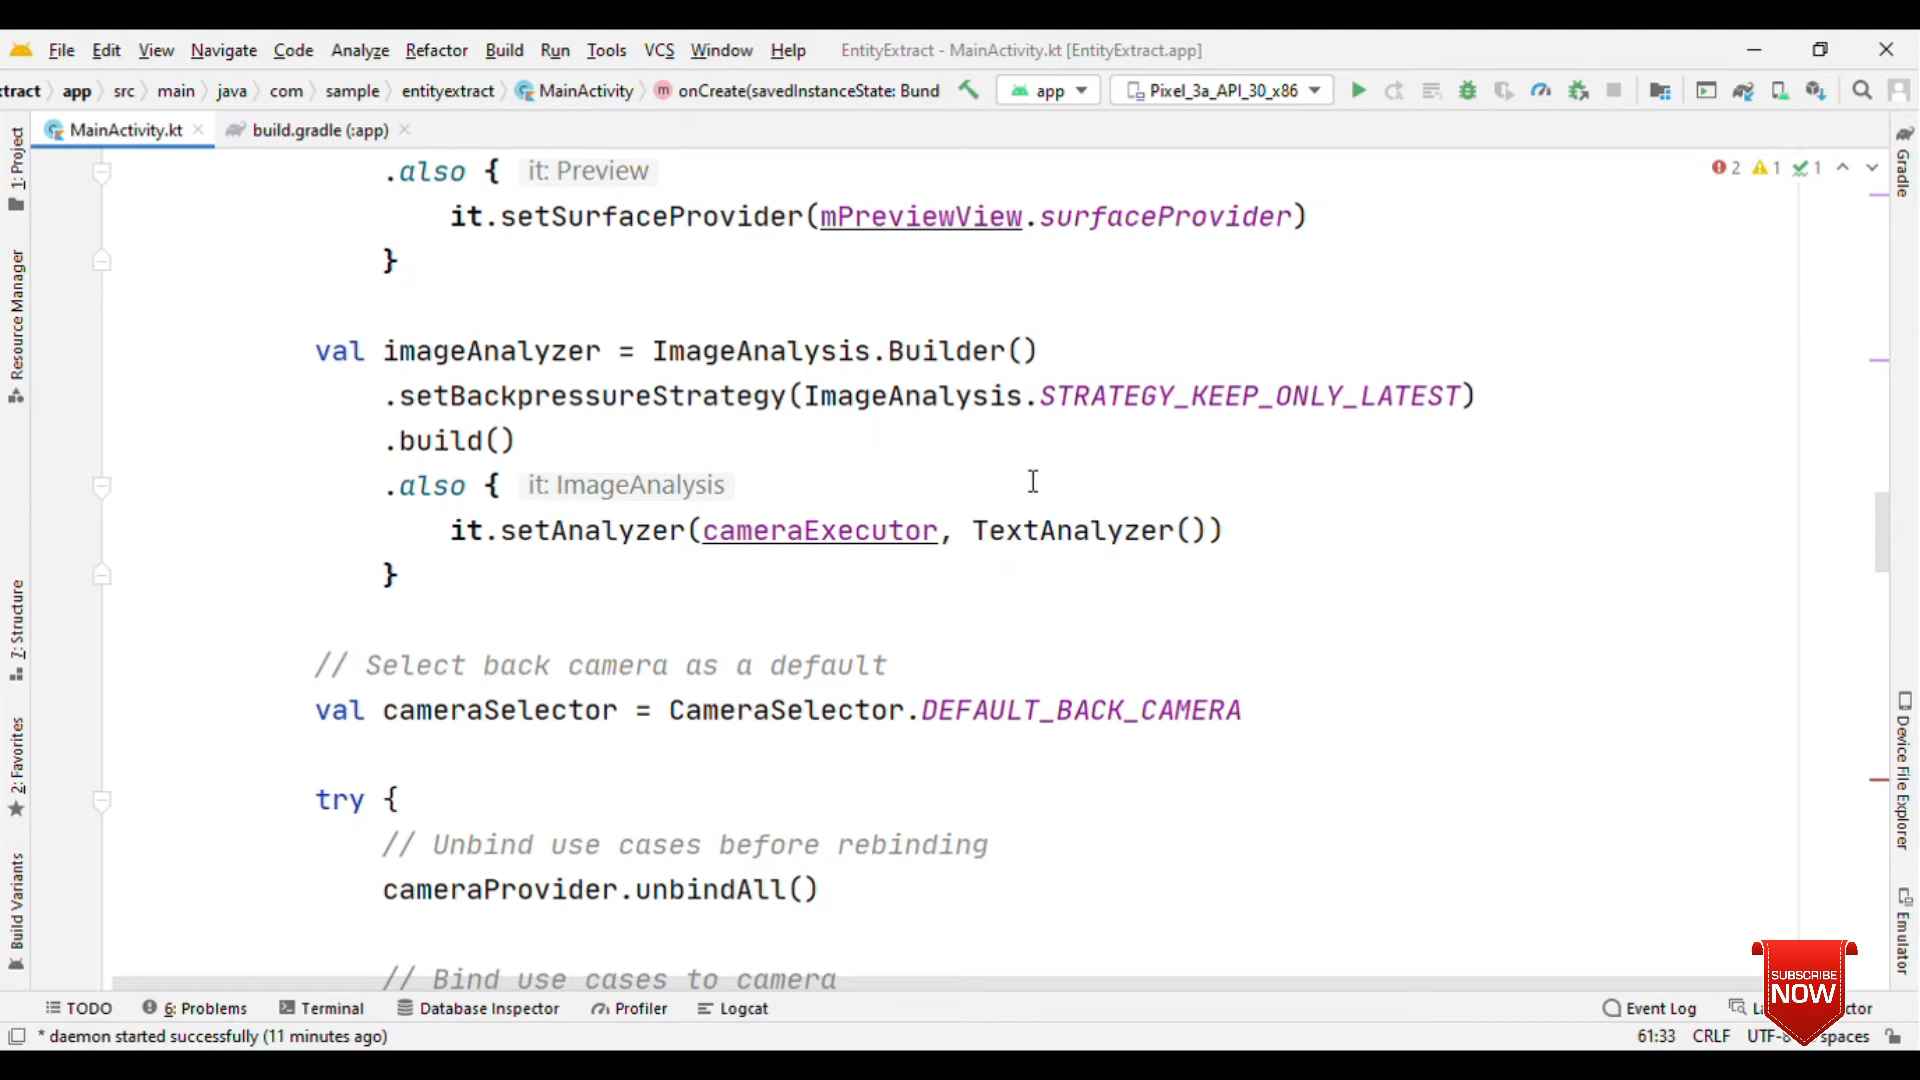 File Edit View Navigate Code Analyze Refactor Build Run Tools VCS Window Help EntityExtract - MainActivity.kt [EntityExtract.app]
tract app src main java com sample entityextract MainActivity m onCreate(savedInstanceState: Bund app Pixel_3a_API_30_x86
MainActivity.kt build.gradle (:app)
2 1 1
.also { it: Preview
it.setSurfaceProvider(mPreviewView.surfaceProvider)
}
val imageAnalyzer = ImageAnalysis.Builder()
.setBackpressureStrategy(ImageAnalysis.STRATEGY_KEEP_ONLY_LATEST)
.build()
.also { it: ImageAnalysis
it.setAnalyzer(cameraExecutor, TextAnalyzer())
}
// Select back camera as a default
val cameraSelector = CameraSelector.DEFAULT_BACK_CAMERA
try {
// Unbind use cases before rebinding
cameraProvider.unbindAll()
// Bind use cases to camera
1: Project
Resource Manager
7: Structure
2: Favorites
Build Variants
Gradle
Device File Explorer
Emulator
SUBSCRIBE
NOW
TODO 6: Problems Terminal Database Inspector Profiler Logcat Event Log
* daemon started successfully (11 minutes ago) 61:33 CRLF spaces